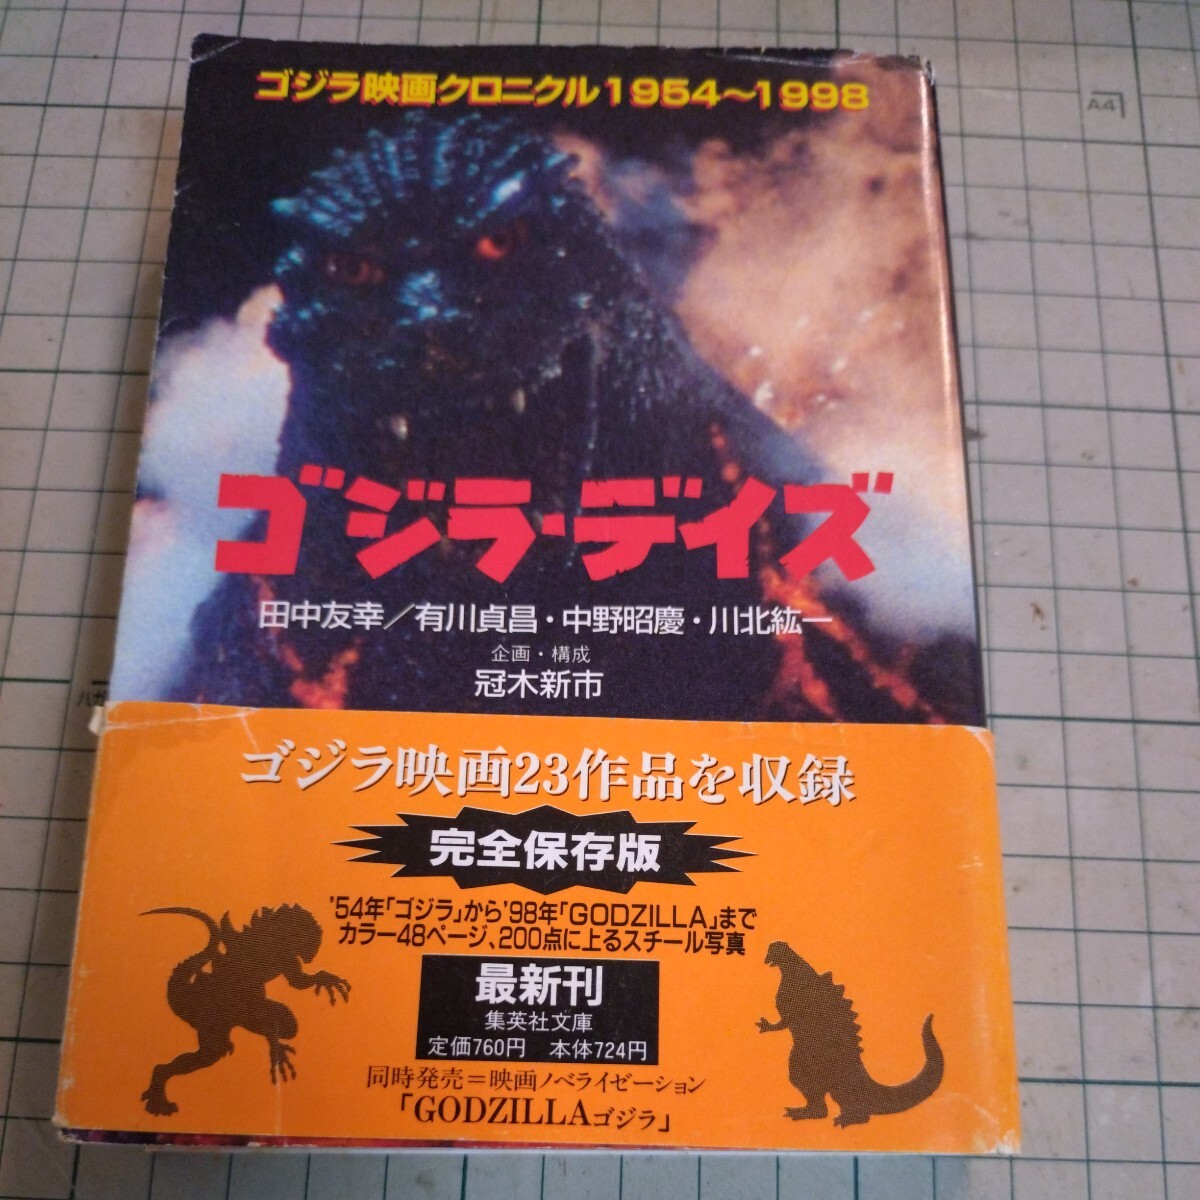 ゴジラ映画クロニクル1954〜1998
ゴジラ・デイズ
田中友幸／有川貞昌・中野昭慶・川北紘一
企画・構成
冠木新市
ゴジラ映画23作品を収録
完全保存版
'54年「ゴジラ」から'98年「GODZILLA」まで
カラー48ページ、200点に上るスチール写真
最新刊
集英社文庫
定価760円 本体724円
同時発売＝映画ノベライゼーション
「GODZILLAゴジラ」
A4